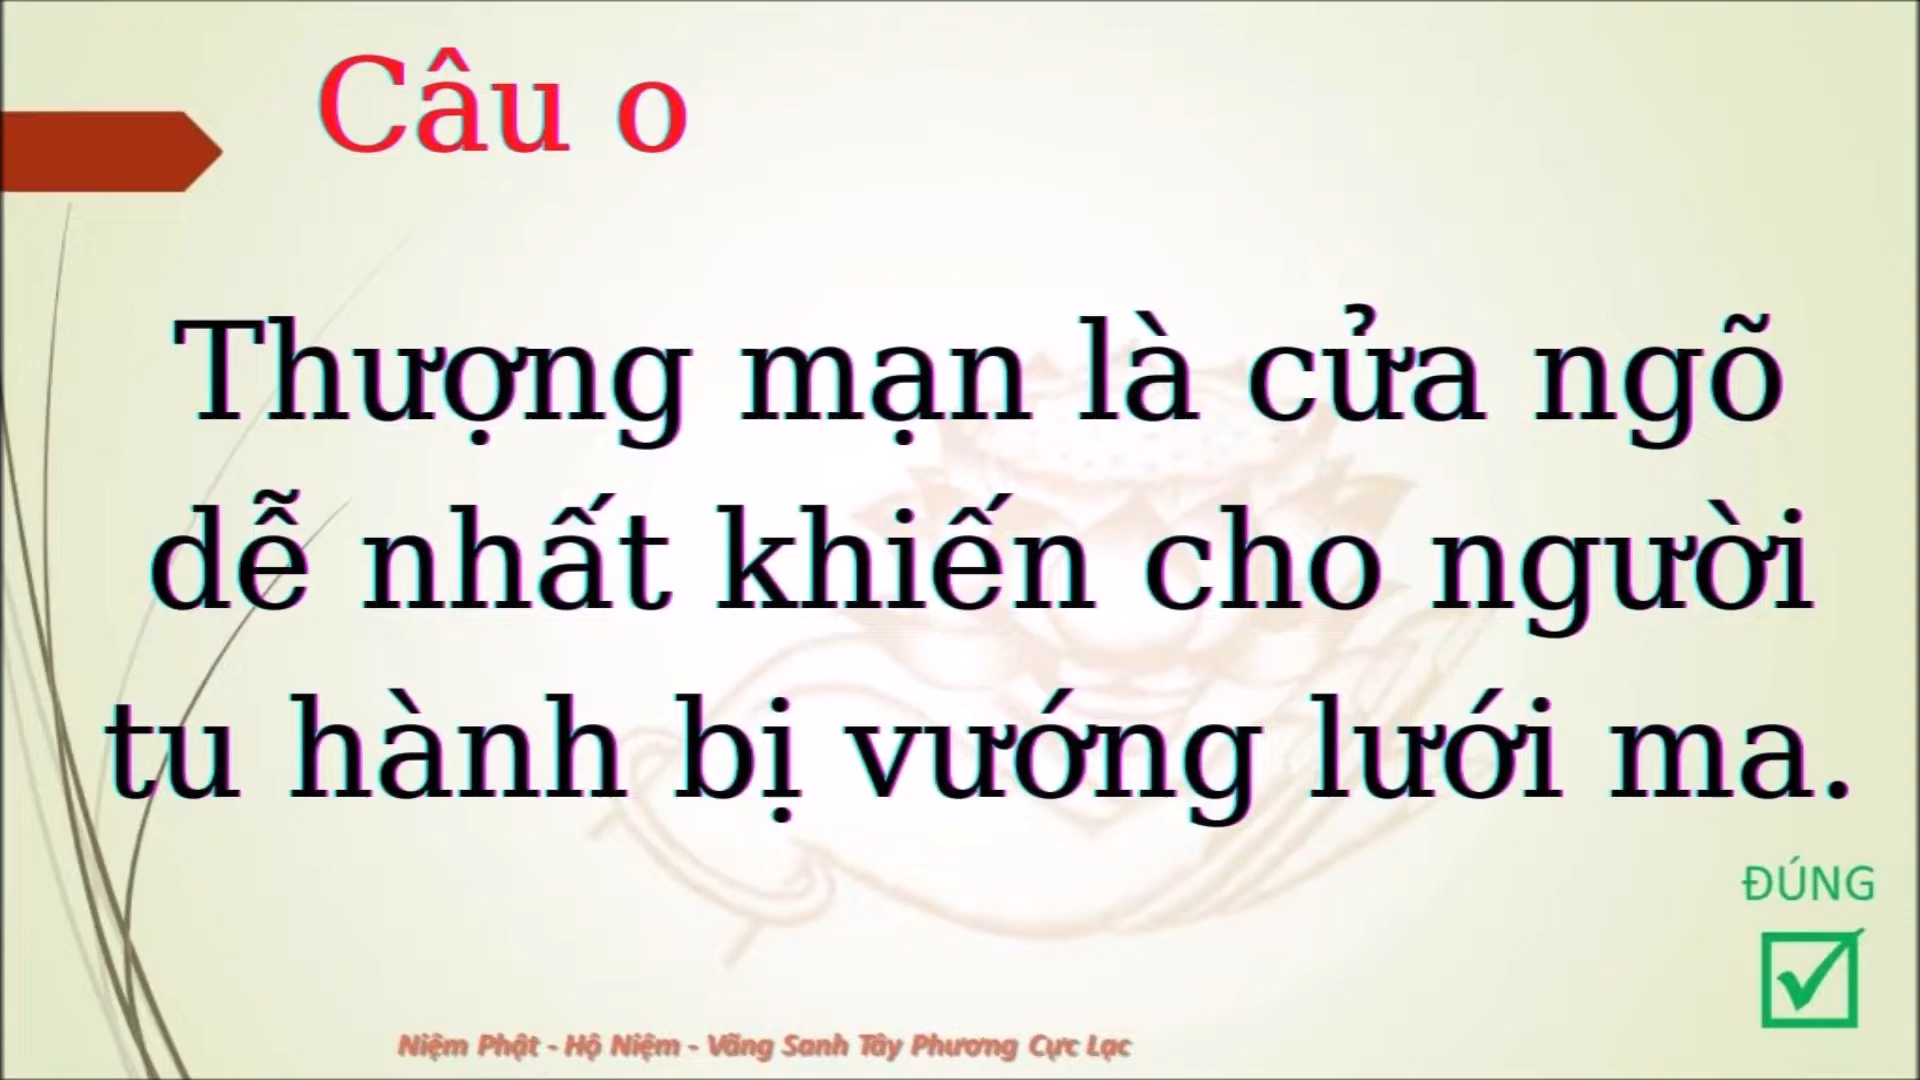 Câu o
Thượng mạn là cửa ngõ
dễ nhất khiến cho người
tu hành bị vướng lưới ma.
ĐÚNG
Niệm Phật - Hộ Niệm - Vãng Sanh Tây Phương Cực Lạc